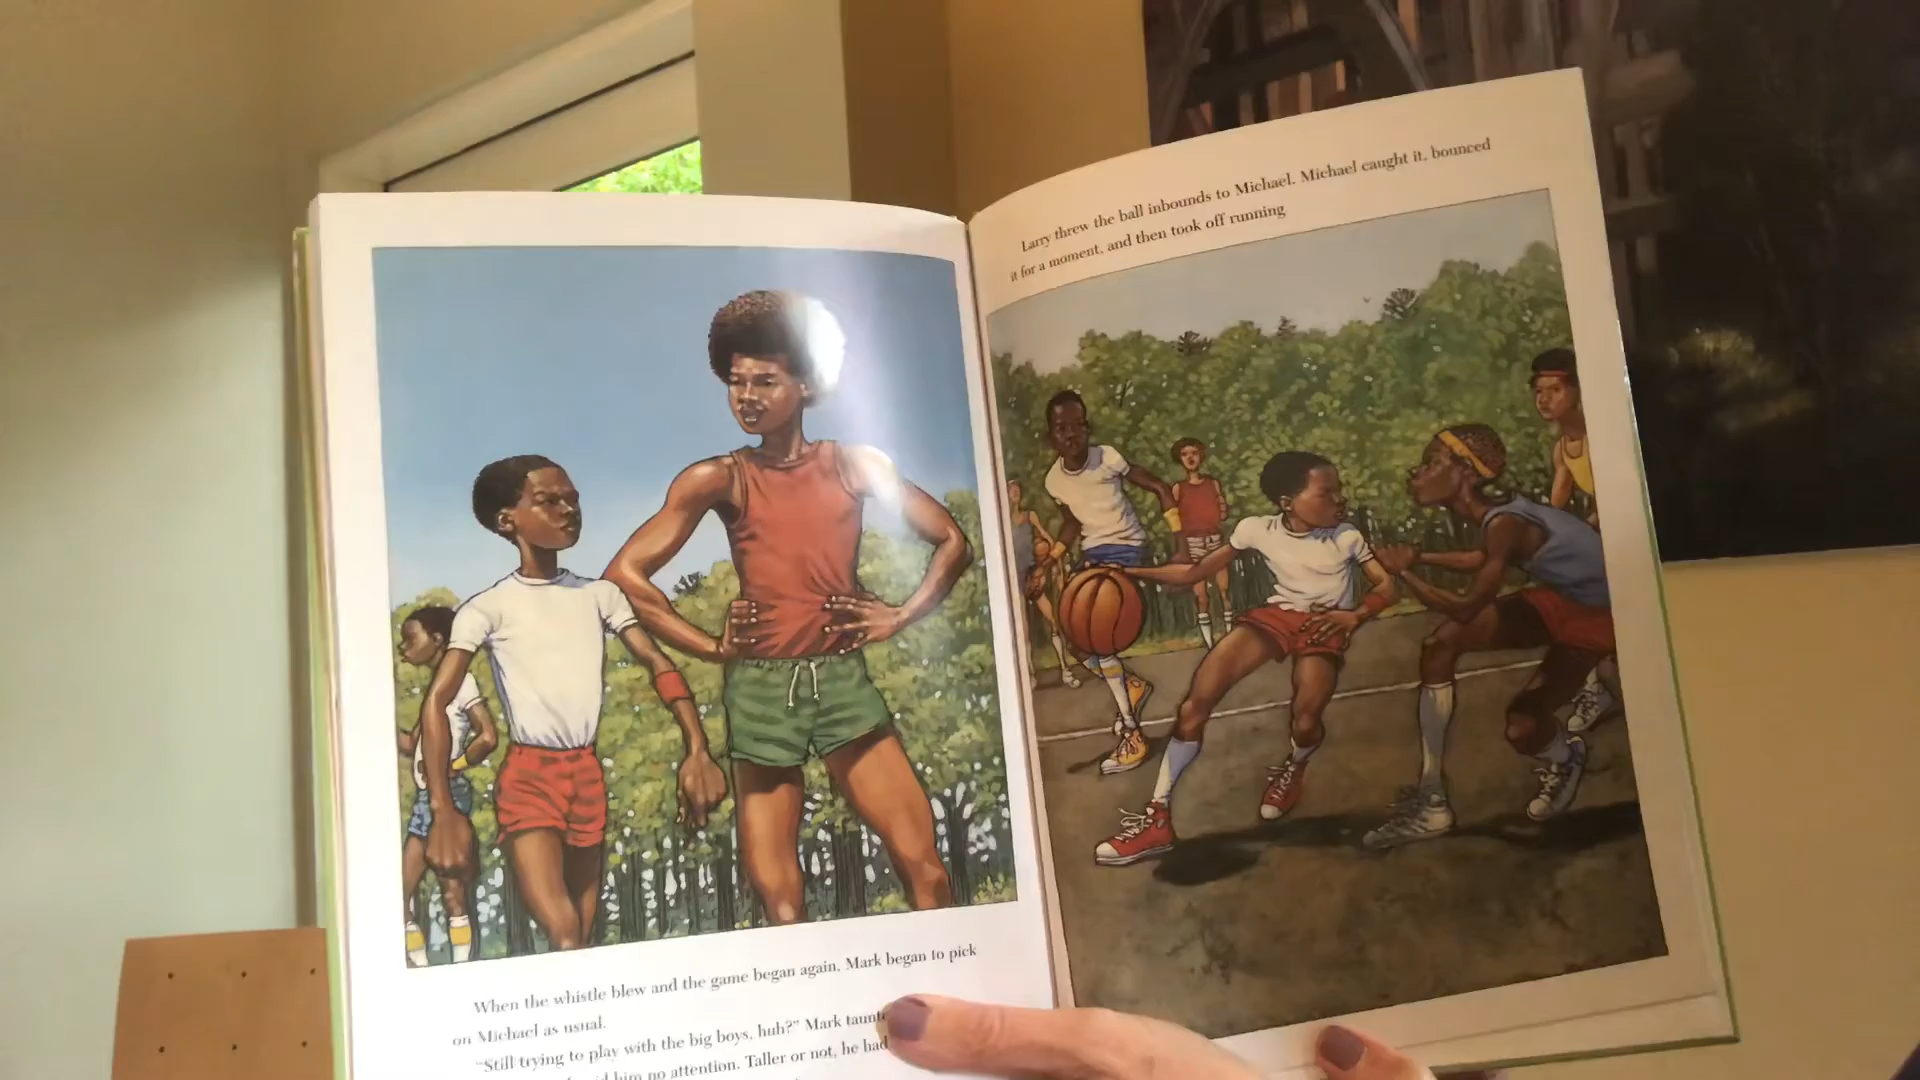 When the whistle blew and the game began again, Mark began to pick
on Michael as usual.
"Still trying to play with the big boys, huh?" Mark
him no attention. Taller or not, he had
Larry threw the ball inbounds to Michael. Michael caught it, bounced
it for a moment, and then took off running